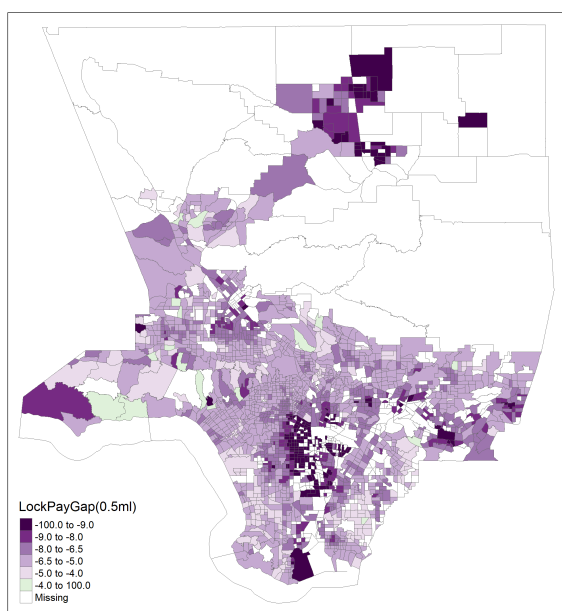 LockPayGap(0.5ml)
-100.0 to -9.0
-9.0 to -8.0
-8.0 to -6.5
-6.5 to -5.0
-5.0 to -4.0
-4.0 to 100.0
Missing